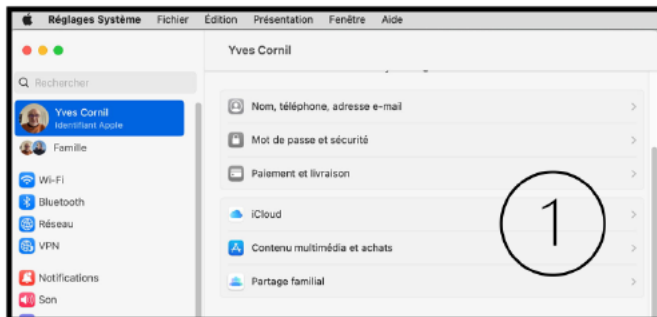 Réglages Système Fichier Édition Présentation Fenêtre Aide
Yves Cornil
Rechercher
Yves Cornil
Identifiant Apple
Famille
Wi-Fi
Bluetooth
Réseau
VPN
Notifications
Son
Nom, téléphone, adresse e-mail
Mot de passe et sécurité
Paiement et livraison
iCloud
Contenu multimédia et achats
Partage familial
1